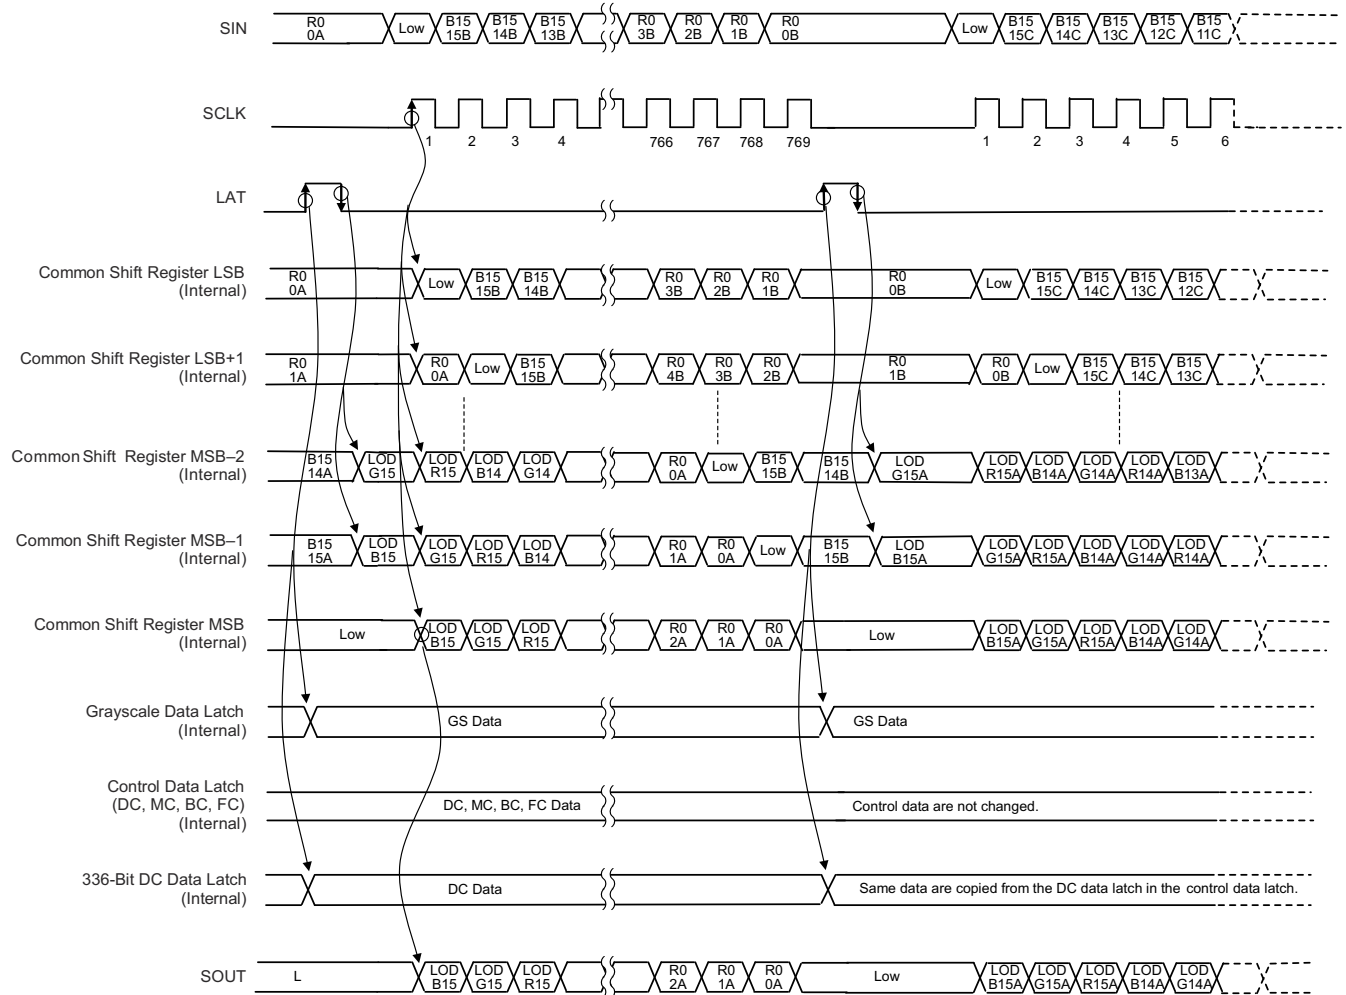 SIN
R0 0A
Low
B15 15B
B15 14B
B15 13B
R0 3B
R0 2B
R0 1B
R0 0B
Low
B15 15C
B15 14C
B15 13C
B15 12C
B15 11C
SCLK
1 2 3 4 766 767 768 769 1 2 3 4 5 6
LAT
Common Shift Register LSB
(Internal)
R0 0A
Low
B15 15B
B15 14B
R0 3B
R0 2B
R0 1B
R0 0B
Low
B15 15C
B15 14C
B15 13C
B15 12C
Common Shift Register LSB+1
(Internal)
R0 1A
R0 0A
Low
B15 15B
R0 4B
R0 3B
R0 2B
R0 1B
R0 0B
Low
B15 15C
B15 14C
B15 13C
Common Shift Register MSB–2
(Internal)
B15 14A
LOD G15
LOD R15
LOD B14
LOD G14
R0 0A
Low
B15 15B
B15 14B
LOD G15A
LOD R15A
LOD B14A
LOD G14A
LOD R14A
LOD B13A
Common Shift Register MSB–1
(Internal)
B15 15A
LOD B15
LOD G15
LOD R15
LOD B14
R0 1A
R0 0A
Low
B15 15B
LOD B15A
LOD G15A
LOD R15A
LOD B14A
LOD G14A
LOD R14A
Common Shift Register MSB
(Internal)
Low
LOD B15
LOD G15
LOD R15
R0 2A
R0 1A
R0 0A
Low
LOD B15A
LOD G15A
LOD R15A
LOD B14A
LOD G14A
Grayscale Data Latch
(Internal)
GS Data
GS Data
Control Data Latch
(DC, MC, BC, FC)
(Internal)
DC, MC, BC, FC Data
Control data are not changed.
336-Bit DC Data Latch
(Internal)
DC Data
Same data are copied from the DC data latch in the control data latch.
SOUT
L
LOD B15
LOD G15
LOD R15
R0 2A
R0 1A
R0 0A
Low
LOD B15A
LOD G15A
LOD R15A
LOD B14A
LOD G14A